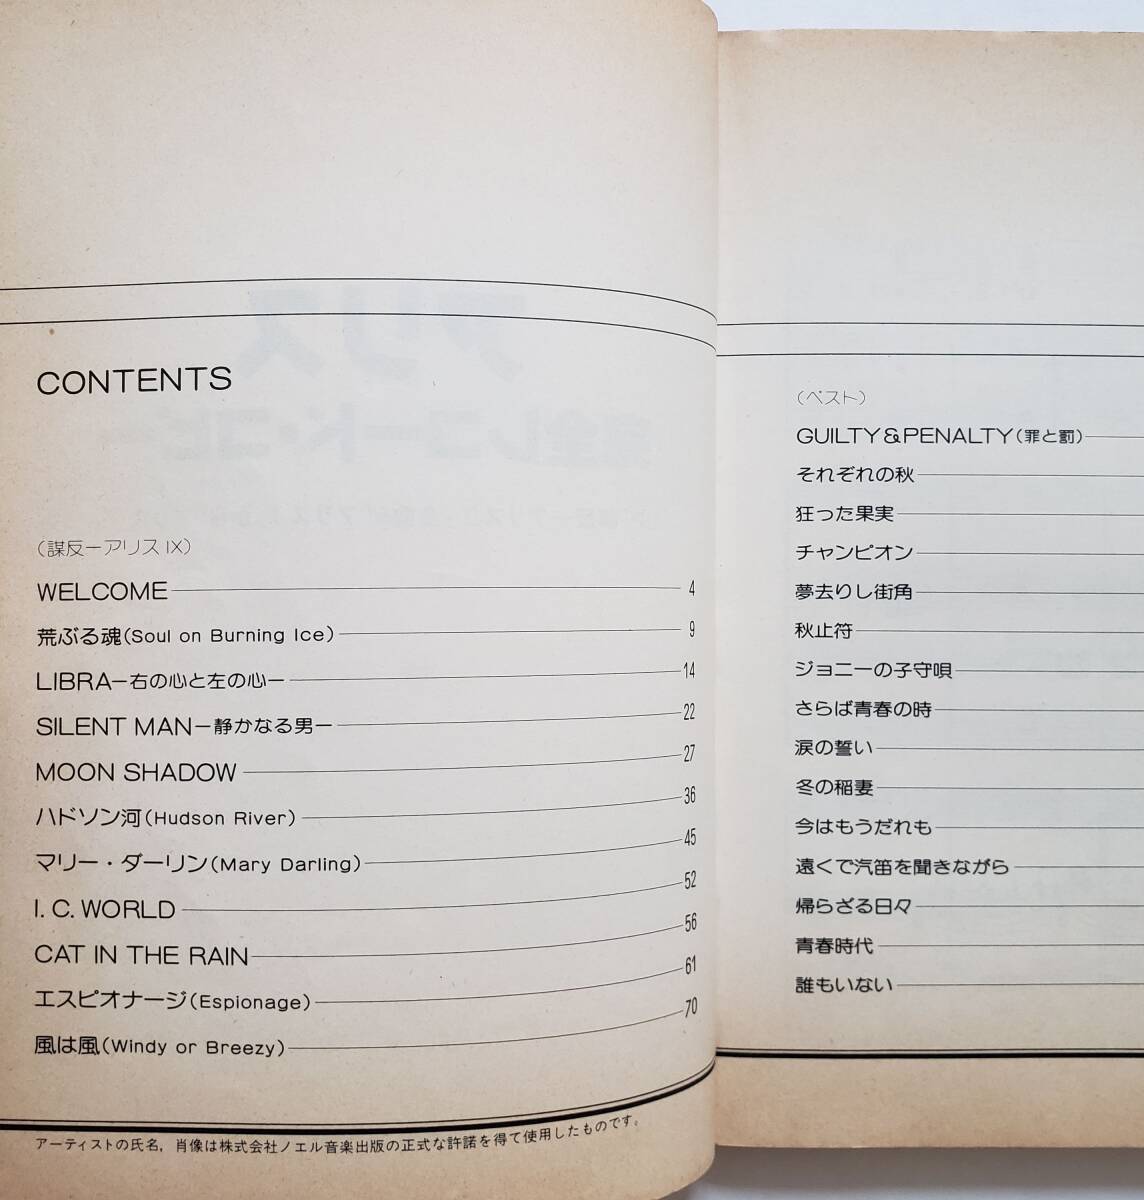 CONTENTS
(謀反ーアリスIX)
WELCOME 4
荒ぶる魂(Soul on Burning Ice) 9
LIBRAー右の心と左の心ー 14
SILENT MANー静かなる男ー 22
MOON SHADOW 27
ハドソン河(Hudson River) 36
マリー・ダーリン(Mary Darling) 45
I. C. WORLD 52
CAT IN THE RAIN 56
エスピオナージ(Espionage) 61
風は風(Windy or Breezy) 70
アーティストの氏名, 肖像は株式会社ノエル音楽出版の正式な許諾を得て使用したものです。
(ベスト)
GUILTY&PENALTY(罪と罰)
それぞれの秋
狂った果実
チャンピオン
夢去りし街角
秋止符
ジョニーの子守唄
さらば青春の時
涙の誓い
冬の稲妻
今はもうだれも
遠くで汽笛を聞きながら
帰らざる日々
青春時代
誰もいない